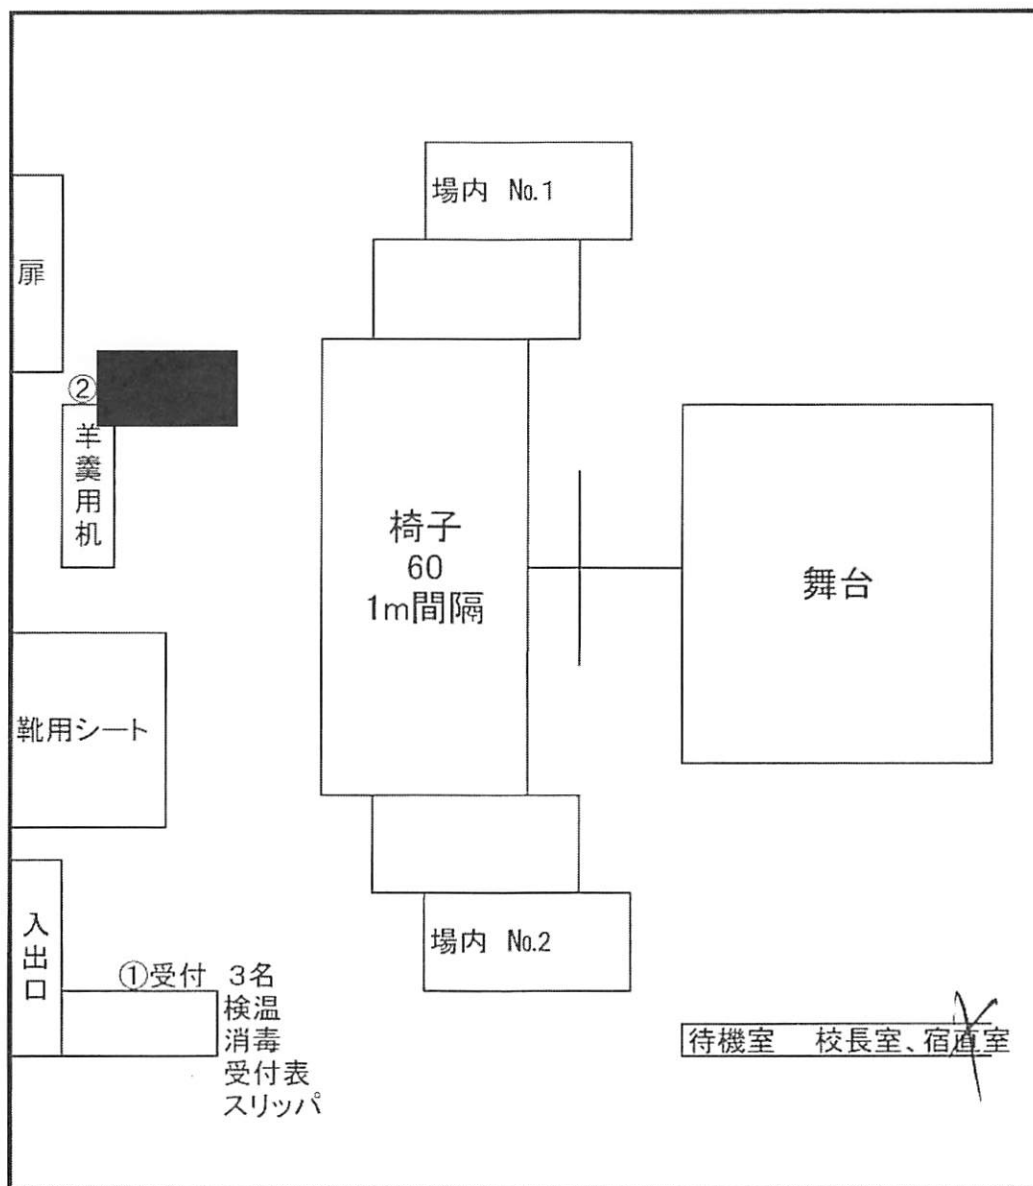 場内 No.1
扉
②
羊羹用机
椅子
60
1m間隔
舞台
靴用シート
入出口
場内 No.2
①受付 3名
検温
消毒
受付表
スリッパ
待機室 校長室、宿直室